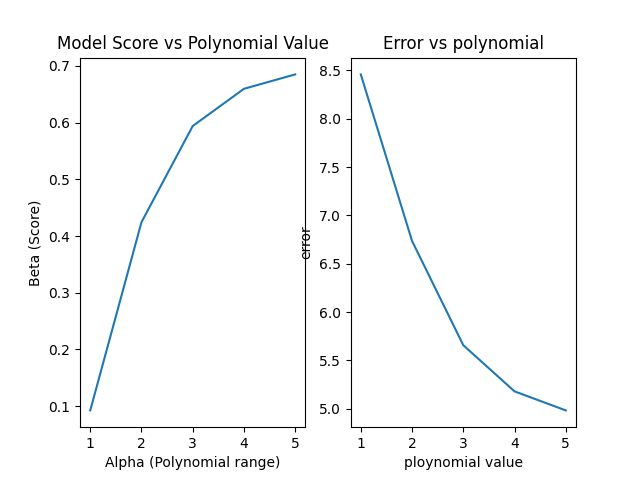 Model Score vs Polynomial Value
0.7
0.6
0.5
0.4
0.3
0.2
0.1
Beta (Score)
1 2 3 4 5
Alpha (Polynomial range)
Error vs polynomial
8.5
8.0
7.5
7.0
6.5
6.0
5.5
5.0
error
1 2 3 4 5
ploynomial value